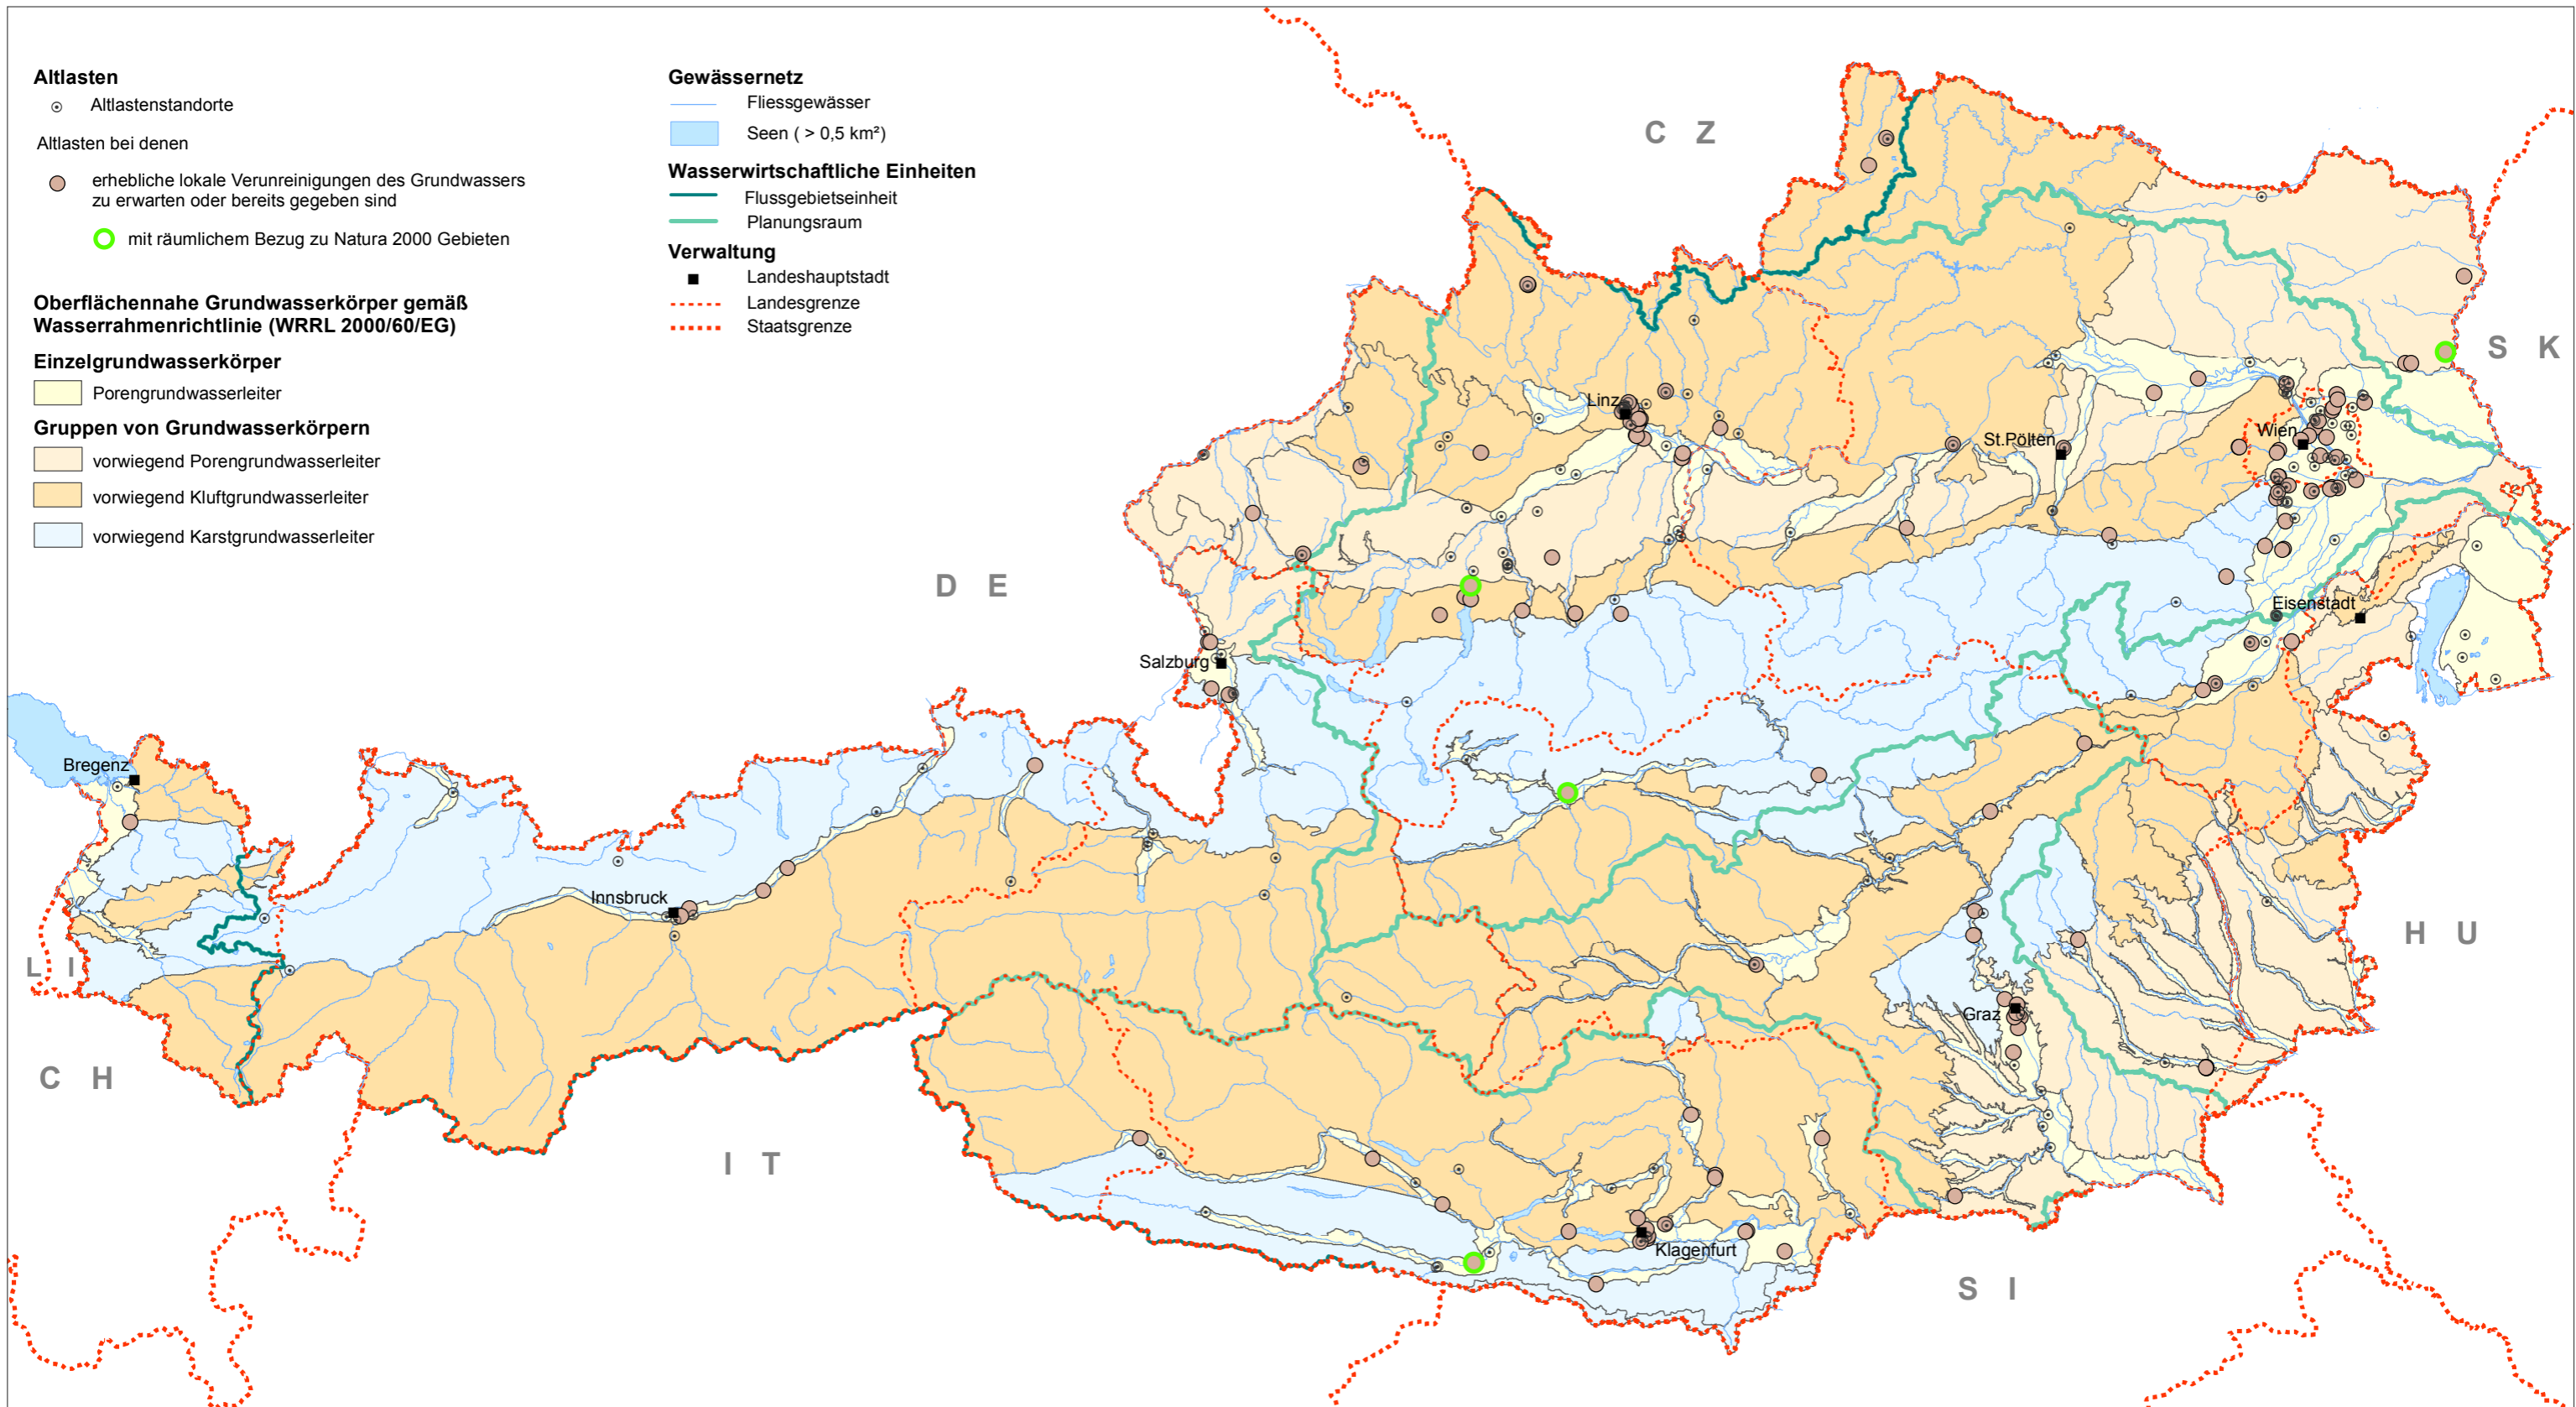 Altlasten
Altlastenstandorte
Altlasten bei denen
erhebliche lokale Verunreinigungen des Grundwassers
zu erwarten oder bereits gegeben sind
mit räumlichem Bezug zu Natura 2000 Gebieten
Oberflächennahe Grundwasserkörper gemäß
Wasserrahmenrichtlinie (WRRL 2000/60/EG)
Einzelgrundwasserkörper
Porengrundwasserleiter
Gruppen von Grundwasserkörpern
vorwiegend Porengrundwasserleiter
vorwiegend Kluftgrundwasserleiter
vorwiegend Karstgrundwasserleiter
Gewässernetz
Fliessgewässer
Seen ( > 0,5 km²)
Wasserwirtschaftliche Einheiten
Flussgebietseinheit
Planungsraum
Verwaltung
Landeshauptstadt
Landesgrenze
Staatsgrenze
C Z
S K
Linz
St.Pölten
Wien
D E
Eisenstadt
Salzburg
Bregenz
Innsbruck
L I
H U
Graz
C H
I T
Klagenfurt
S I